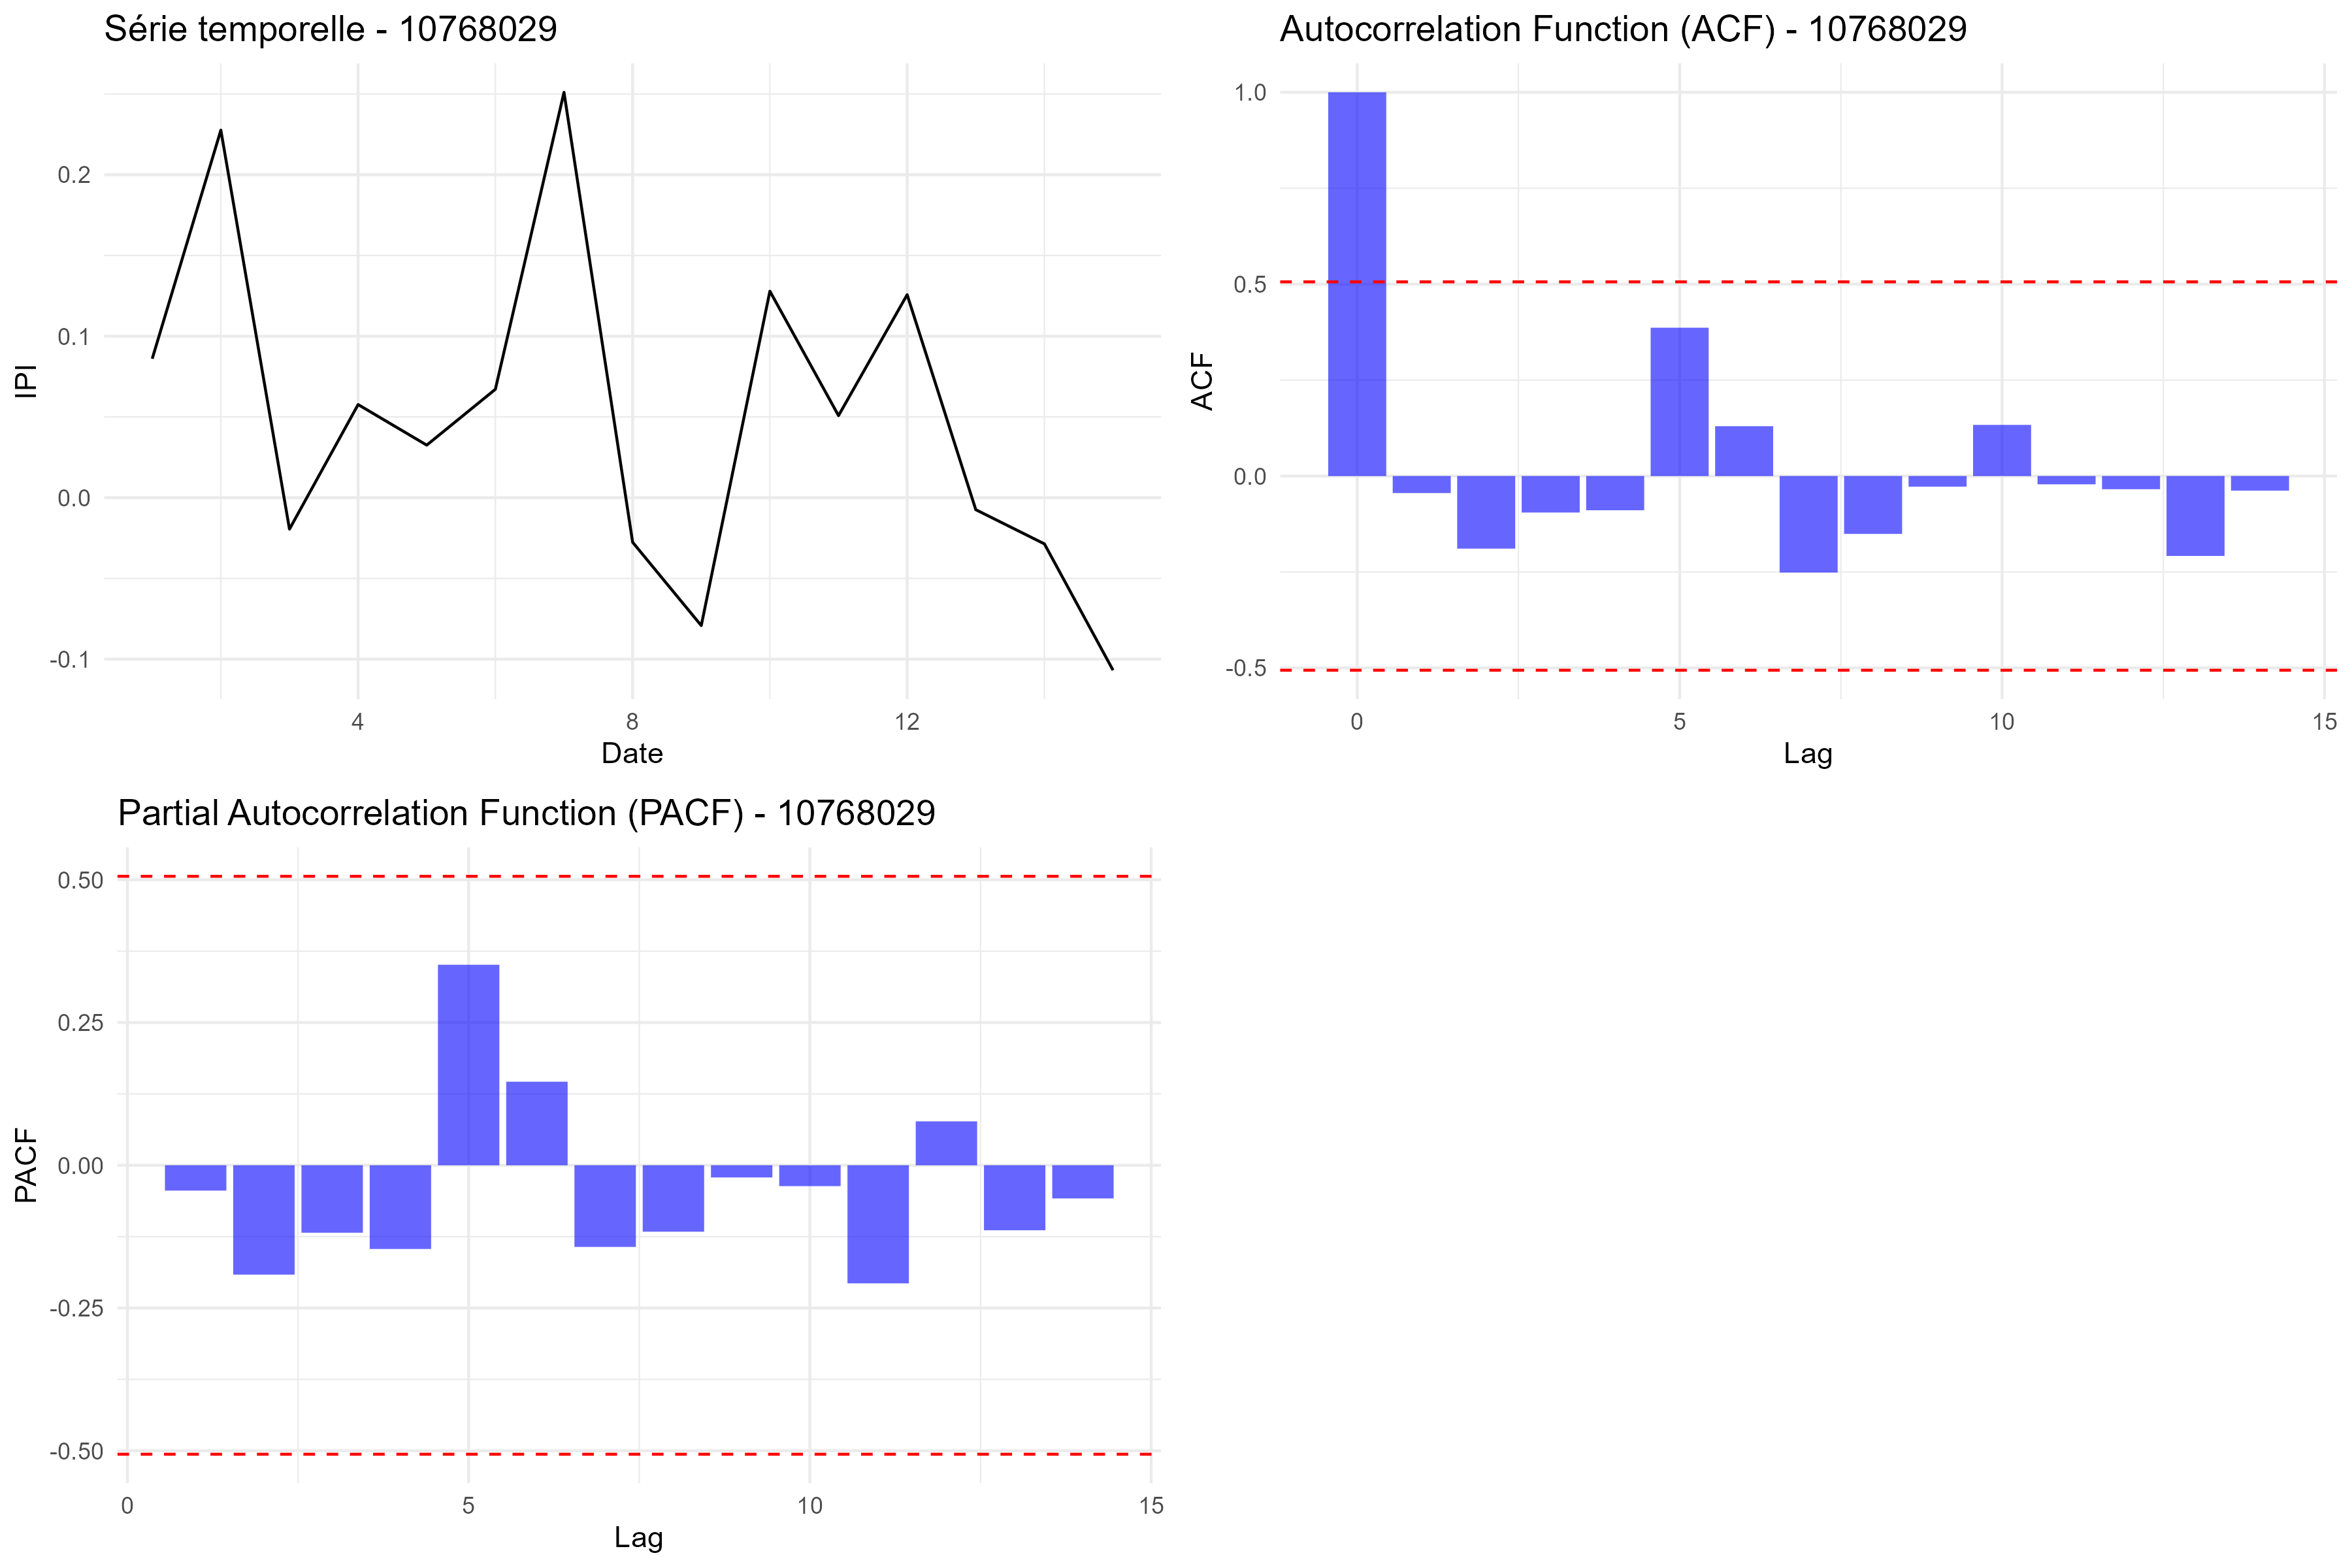 Série temporelle - 10768029
IPI
0.2
0.1
0.0
-0.1
4 8 12
Date
Autocorrelation Function (ACF) - 10768029
ACF
1.0
0.5
0.0
-0.5
0 5 10 15
Lag
Partial Autocorrelation Function (PACF) - 10768029
PACF
0.50
0.25
0.00
-0.25
-0.50
0 5 10 15
Lag